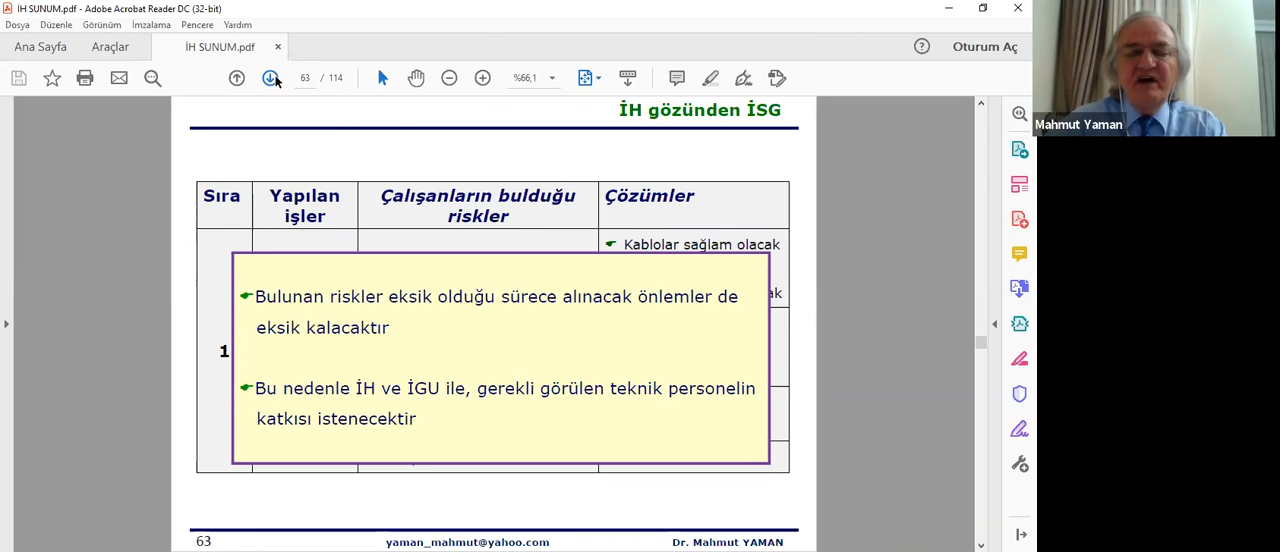 İH SUNUM.pdf - Adobe Acrobat Reader DC (32-bit)
Dosya Düzenle Görünüm İmzalama Pencere Yardım
Ana Sayfa Araçlar İH SUNUM.pdf × Oturum Aç
63 / 114 %66,1
Mahmut Yaman
İH gözünden İSG
Sıra Yapılan işler Çalışanların bulduğu riskler Çözümler
Kablolar sağlam olacak
ak
1
Bulunan riskler eksik olduğu sürece alınacak önlemler de
eksik kalacaktır
Bu nedenle İH ve İGU ile, gerekli görülen teknik personelin
katkısı istenecektir
63 yaman_mahmut@yahoo.com Dr. Mahmut YAMAN